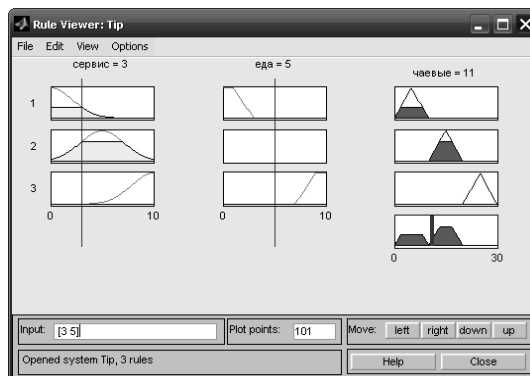 Rule Viewer: Tip
File Edit View Options
сервис = 3 еда = 5 чаевые = 11
1
2
3
0 10 0 10
0 30
Input: [3 5] Plot points: 101 Move: left right down up
Opened system Tip, 3 rules Help Close